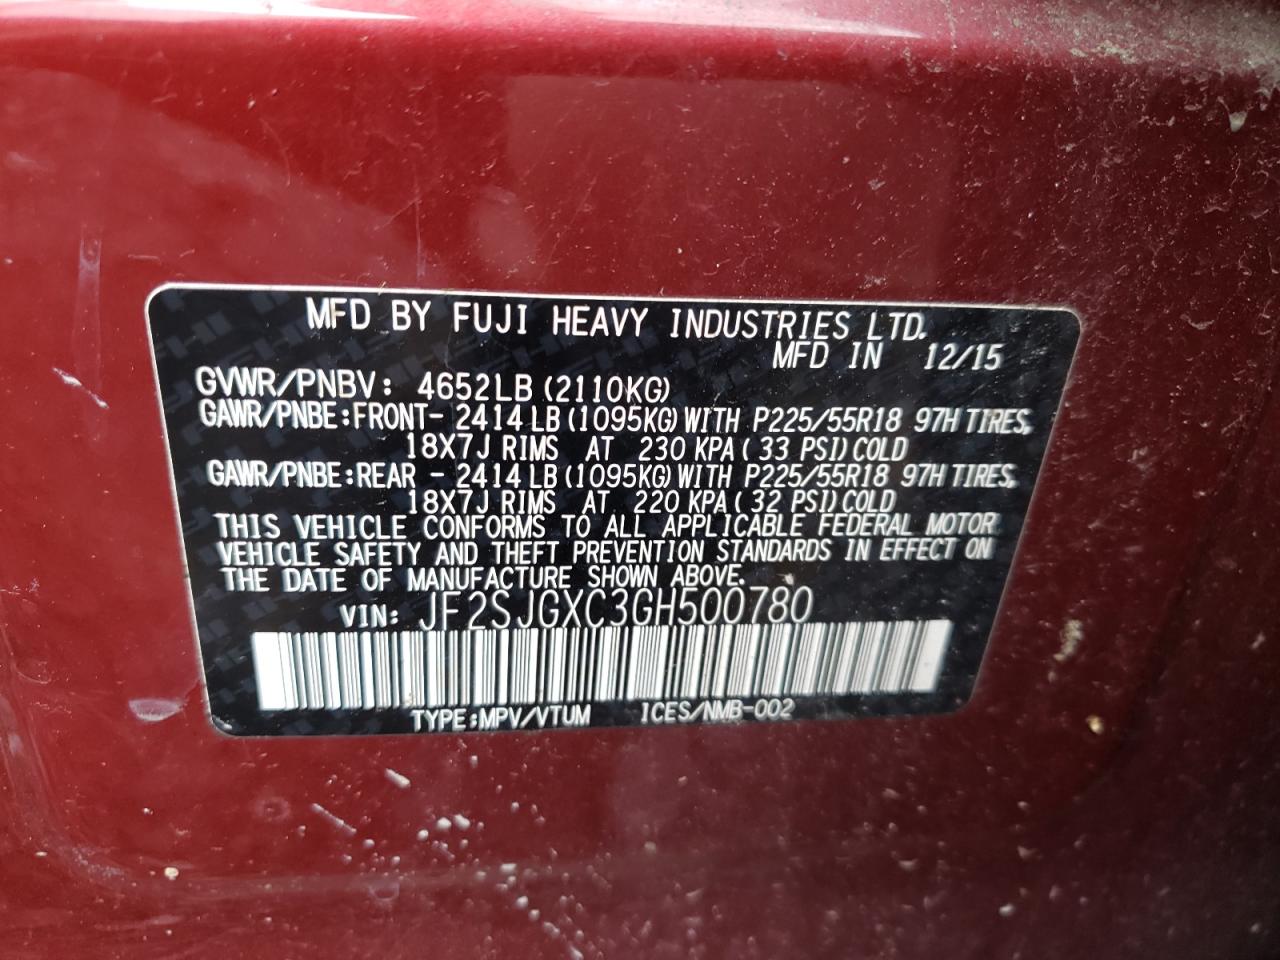 MFD BY FUJI HEAVY INDUSTRIES LTD.
MFD IN 12/15
GVWR/PNBV: 4652LB (2110KG)
GAWR/PNBE:FRONT- 2414 LB (1095KG) WITH P225/55R18 97H TIRES,
18X7J RIMS AT 230 KPA ( 33 PSI) COLD
GAWR/PNBE:REAR - 2414 LB (1095KG) WITH P225/55R18 97H TIRES,
18X7J RIMS AT 220 KPA ( 32 PSI) COLD
THIS VEHICLE CONFORMS TO ALL APPLICABLE FEDERAL MOTOR
VEHICLE SAFETY AND THEFT PREVENTION STANDARDS IN EFFECT ON
THE DATE OF MANUFACTURE SHOWN ABOVE.
VIN: JF2SJGXC3GH500780
TYPE:MPV/VTUM ICES/NMB-002